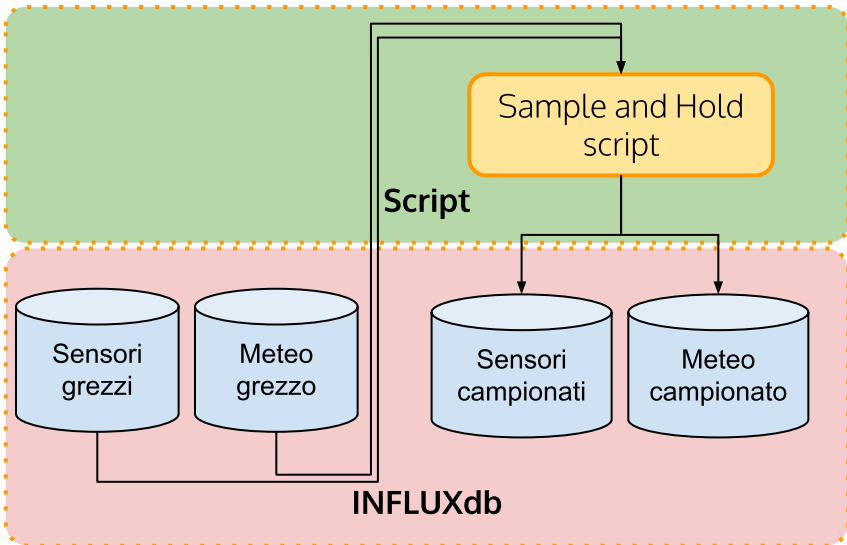 Sample and Hold
script
Script
Sensori
grezzi
Meteo
grezzo
Sensori
campionati
Meteo
campionato
INFLUXdb